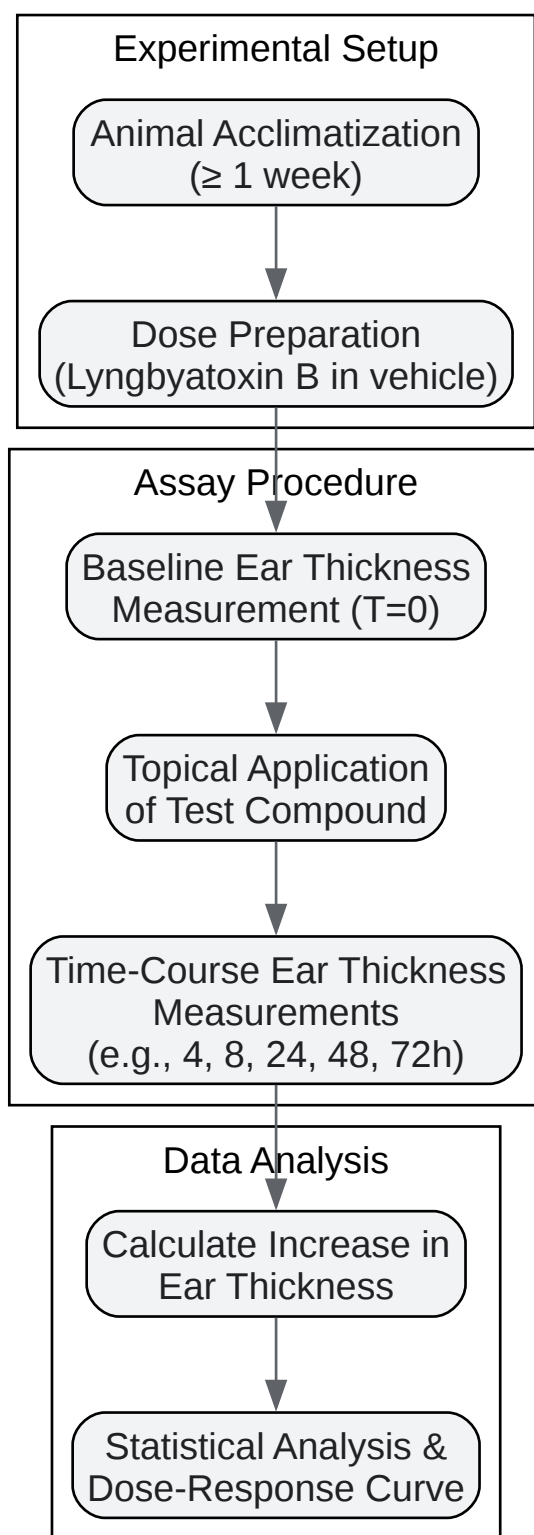 Experimental Setup
Animal Acclimatization
(≥ 1 week)
Dose Preparation
(Lyngbyatoxin B in vehicle)
Assay Procedure
Baseline Ear Thickness
Measurement (T=0)
Topical Application
of Test Compound
Time-Course Ear Thickness
Measurements
(e.g., 4, 8, 24, 48, 72h)
Data Analysis
Calculate Increase in
Ear Thickness
Statistical Analysis &
Dose-Response Curve